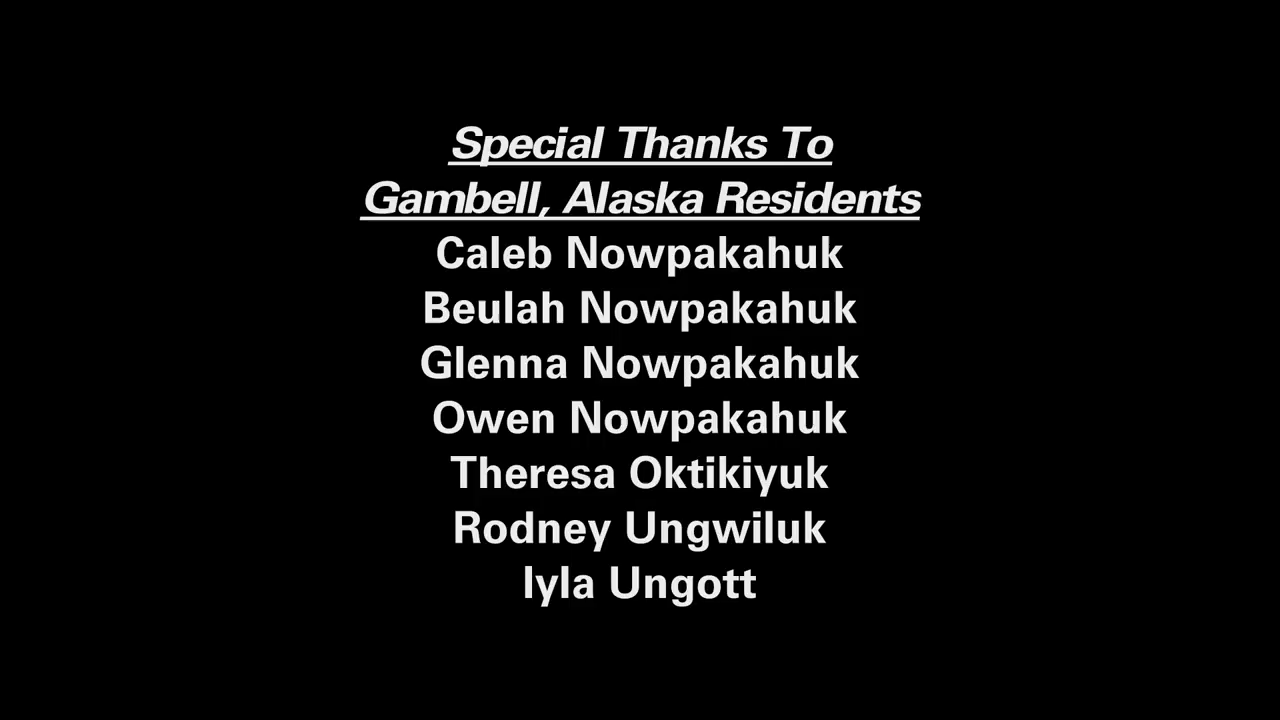 Special Thanks To
Gambell, Alaska Residents
Caleb Nowpakahuk
Beulah Nowpakahuk
Glenna Nowpakahuk
Owen Nowpakahuk
Theresa Oktikiyuk
Rodney Ungwiluk
Iyla Ungott